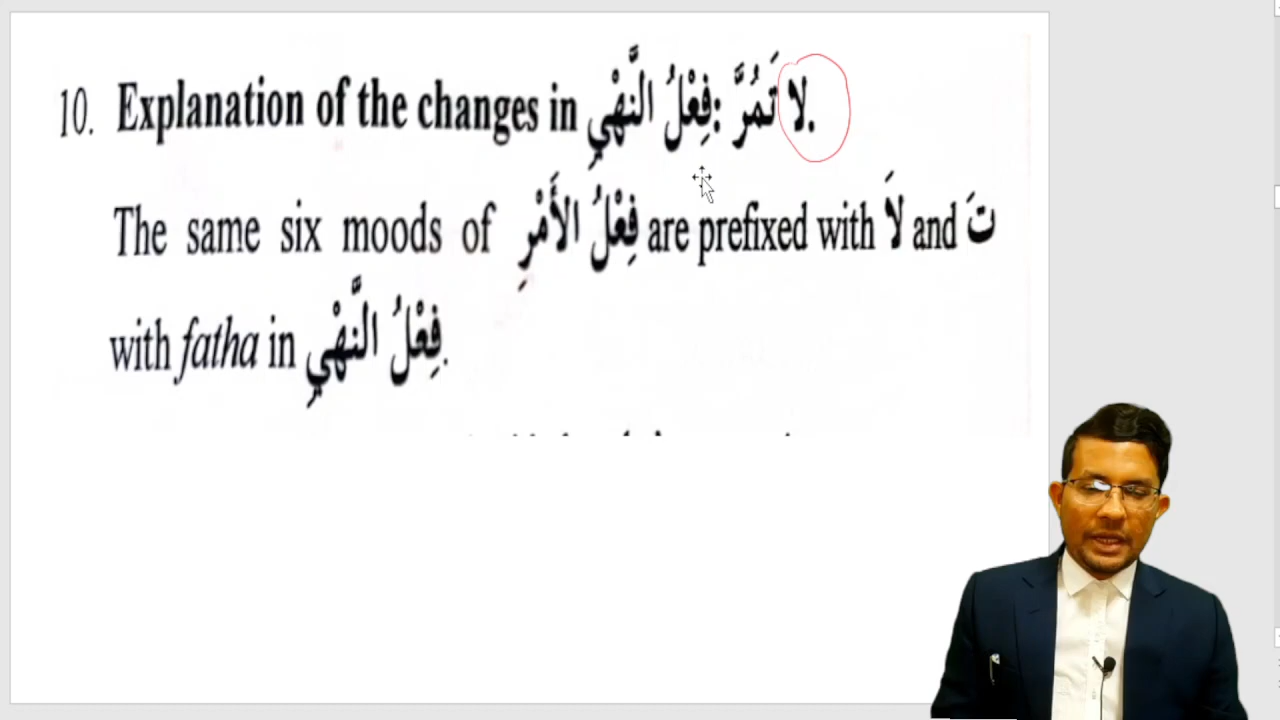 10. Explanation of the changes in فِعْلُ النَّهْيِ: لا تَمُرَّ.
The same six moods of فِعْلُ الأَمْرِ are prefixed with لاَ and تَ
with fatha in فِعْلُ النَّهْيِ.